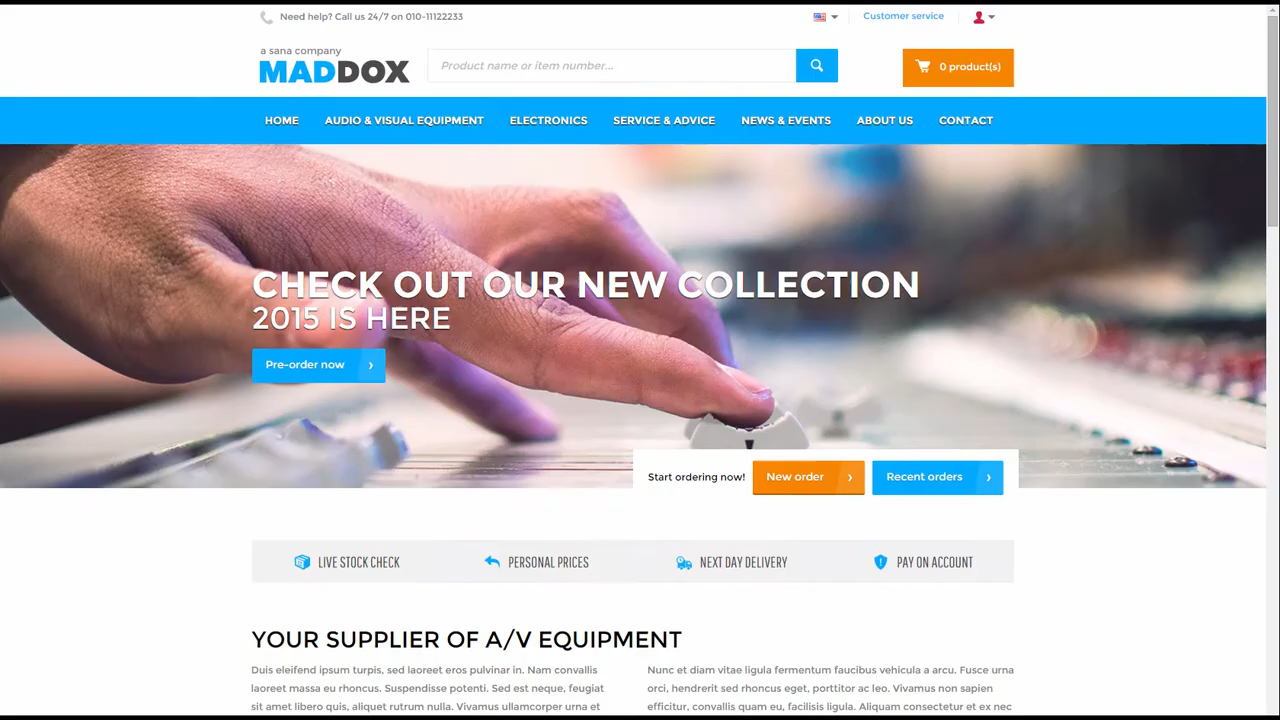 Need help? Call us 24/7 on 010-11122233
Customer service
a sana company
MADDOX
Product name or item number...
0 product(s)
HOME AUDIO & VISUAL EQUIPMENT ELECTRONICS SERVICE & ADVICE NEWS & EVENTS ABOUT US CONTACT
CHECK OUT OUR NEW COLLECTION
2015 IS HERE
Pre-order now
Start ordering now! New order Recent orders
LIVE STOCK CHECK PERSONAL PRICES NEXT DAY DELIVERY PAY ON ACCOUNT
YOUR SUPPLIER OF A/V EQUIPMENT
Duis eleifend ipsum turpis, sed laoreet eros pulvinar in. Nam convallis
laoreet massa eu rhoncus. Suspendisse potenti. Sed est neque, feugiat
sit amet libero quis, aliquet rutrum nulla. Vivamus ullamcorper urna et
Nunc et diam vitae ligula fermentum faucibus vehicula a arcu. Fusce urna
orci, hendrerit sed rhoncus eget, porttitor ac leo. Vivamus non sapien
efficitur, convallis quam eu, facilisis ligula. Aliquam consectetur et ex nec